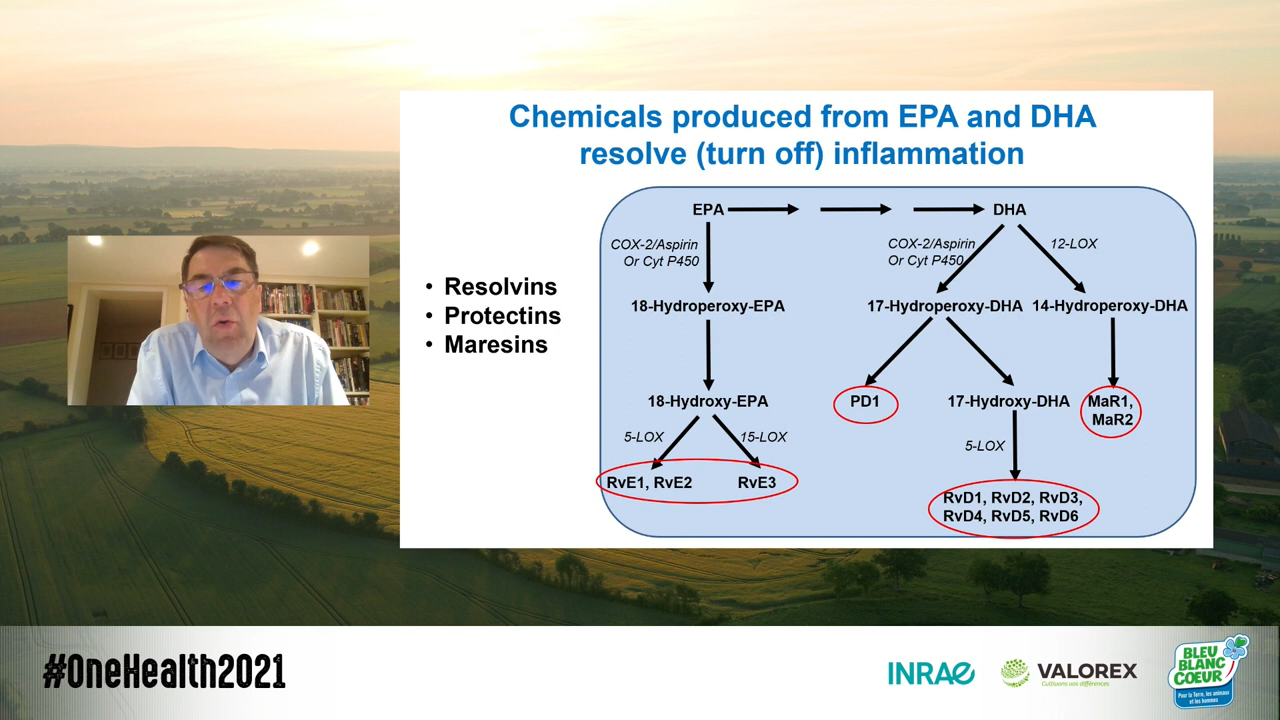 Chemicals produced from EPA and DHA
resolve (turn off) inflammation
• Resolvins
• Protectins
• Maresins
EPA
DHA
COX-2/Aspirin
Or Cyt P450
COX-2/Aspirin
Or Cyt P450
12-LOX
18-Hydroperoxy-EPA
17-Hydroperoxy-DHA
14-Hydroperoxy-DHA
18-Hydroxy-EPA
PD1
17-Hydroxy-DHA
MaR1,
MaR2
5-LOX
15-LOX
5-LOX
RvE1, RvE2
RvE3
RvD1, RvD2, RvD3,
RvD4, RvD5, RvD6
#OneHealth2021
INRAE
VALOREX
Cultivons vos différences
BLEU
BLANC
COEUR
Pour la Terre, les animaux
et les hommes